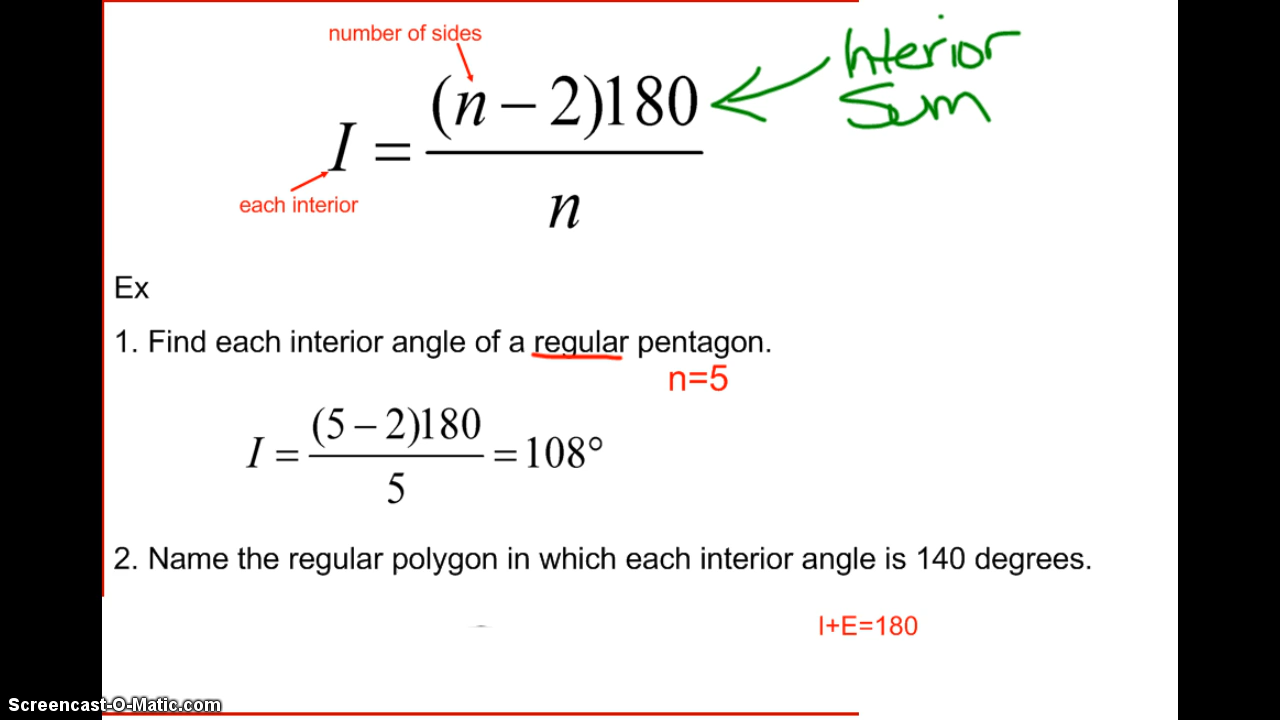 number of sides
I = (n – 2)180 / n
Interior
Sum
each interior
Ex
1. Find each interior angle of a regular pentagon.
n=5
I = (5 – 2)180 / 5 = 108°
2. Name the regular polygon in which each interior angle is 140 degrees.
I+E=180
Screencast-O-Matic.com